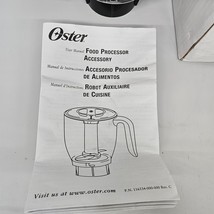 Oster
User Manual FOOD PROCESSOR
ACCESSORY
Manual de Instrucciones ACCESORIO PROCESADOR
DE ALIMENTOS
Manuel d'Instructions ROBOT AUXILIAIRE
DE CUISINE
Visit us at www.oster.com
P.N.